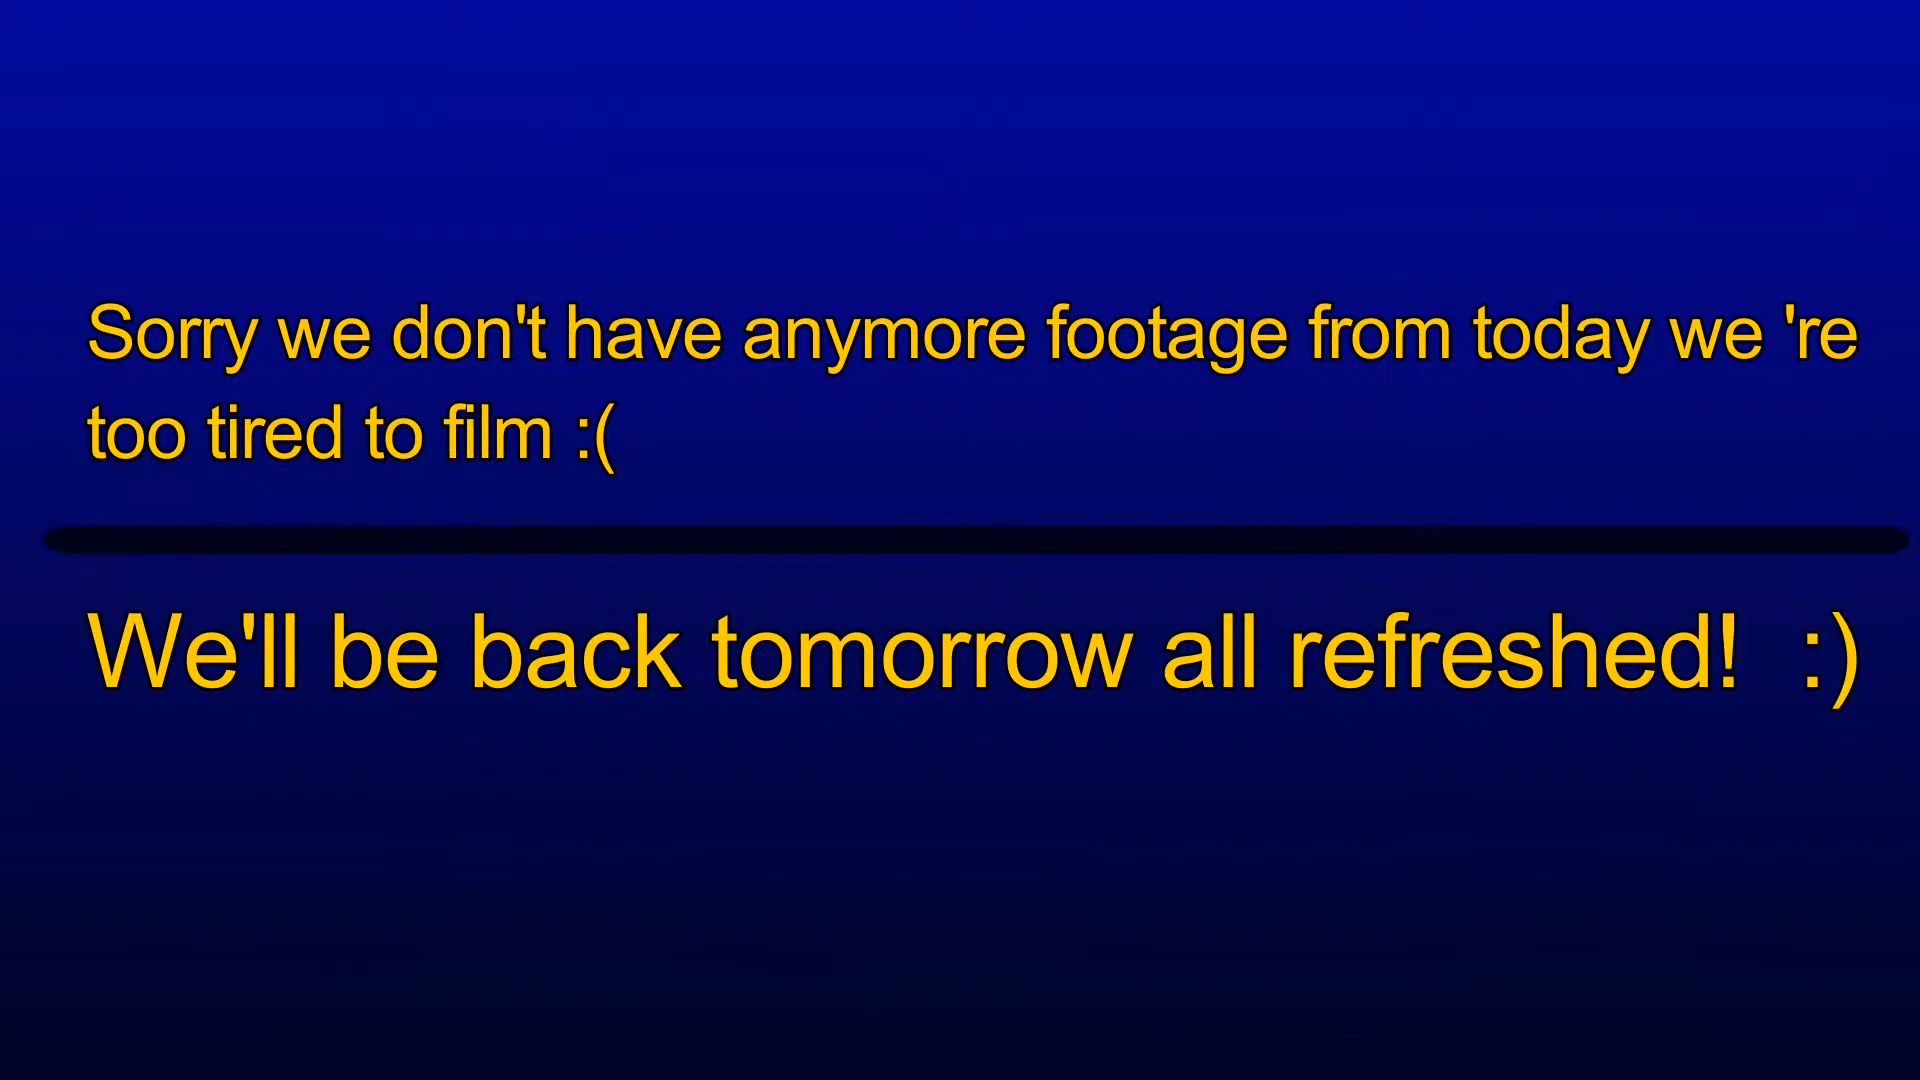 Sorry we don't have anymore footage from today we 're
too tired to film :(
We'll be back tomorrow all refreshed!  :)